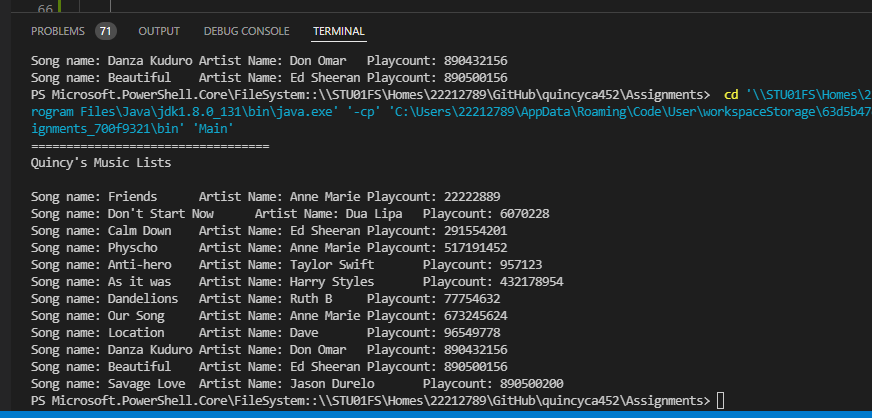 66
PROBLEMS 71 OUTPUT DEBUG CONSOLE TERMINAL
Song name: Danza Kuduro Artist Name: Don Omar Playcount: 890432156
Song name: Beautiful Artist Name: Ed Sheeran Playcount: 890500156
PS Microsoft.PowerShell.Core\FileSystem::\\STU01FS\Homes\22212789\GitHub\quincyca452\Assignments> cd '\\STU01FS\Homes\2
rogram Files\Java\jdk1.8.0_131\bin\java.exe' '-cp' 'C:\Users\22212789\AppData\Roaming\Code\User\workspaceStorage\63d5b47
ignments_700f9321\bin' 'Main'
==================================
Quincy's Music Lists
Song name: Friends Artist Name: Anne Marie Playcount: 22222889
Song name: Don't Start Now Artist Name: Dua Lipa Playcount: 6070228
Song name: Calm Down Artist Name: Ed Sheeran Playcount: 291554201
Song name: Physcho Artist Name: Anne Marie Playcount: 517191452
Song name: Anti-hero Artist Name: Taylor Swift Playcount: 957123
Song name: As it was Artist Name: Harry Styles Playcount: 432178954
Song name: Dandelions Artist Name: Ruth B Playcount: 77754632
Song name: Our Song Artist Name: Anne Marie Playcount: 673245624
Song name: Location Artist Name: Dave Playcount: 96549778
Song name: Danza Kuduro Artist Name: Don Omar Playcount: 890432156
Song name: Beautiful Artist Name: Ed Sheeran Playcount: 890500156
Song name: Savage Love Artist Name: Jason Durelo Playcount: 890500200
PS Microsoft.PowerShell.Core\FileSystem::\\STU01FS\Homes\22212789\GitHub\quincyca452\Assignments>